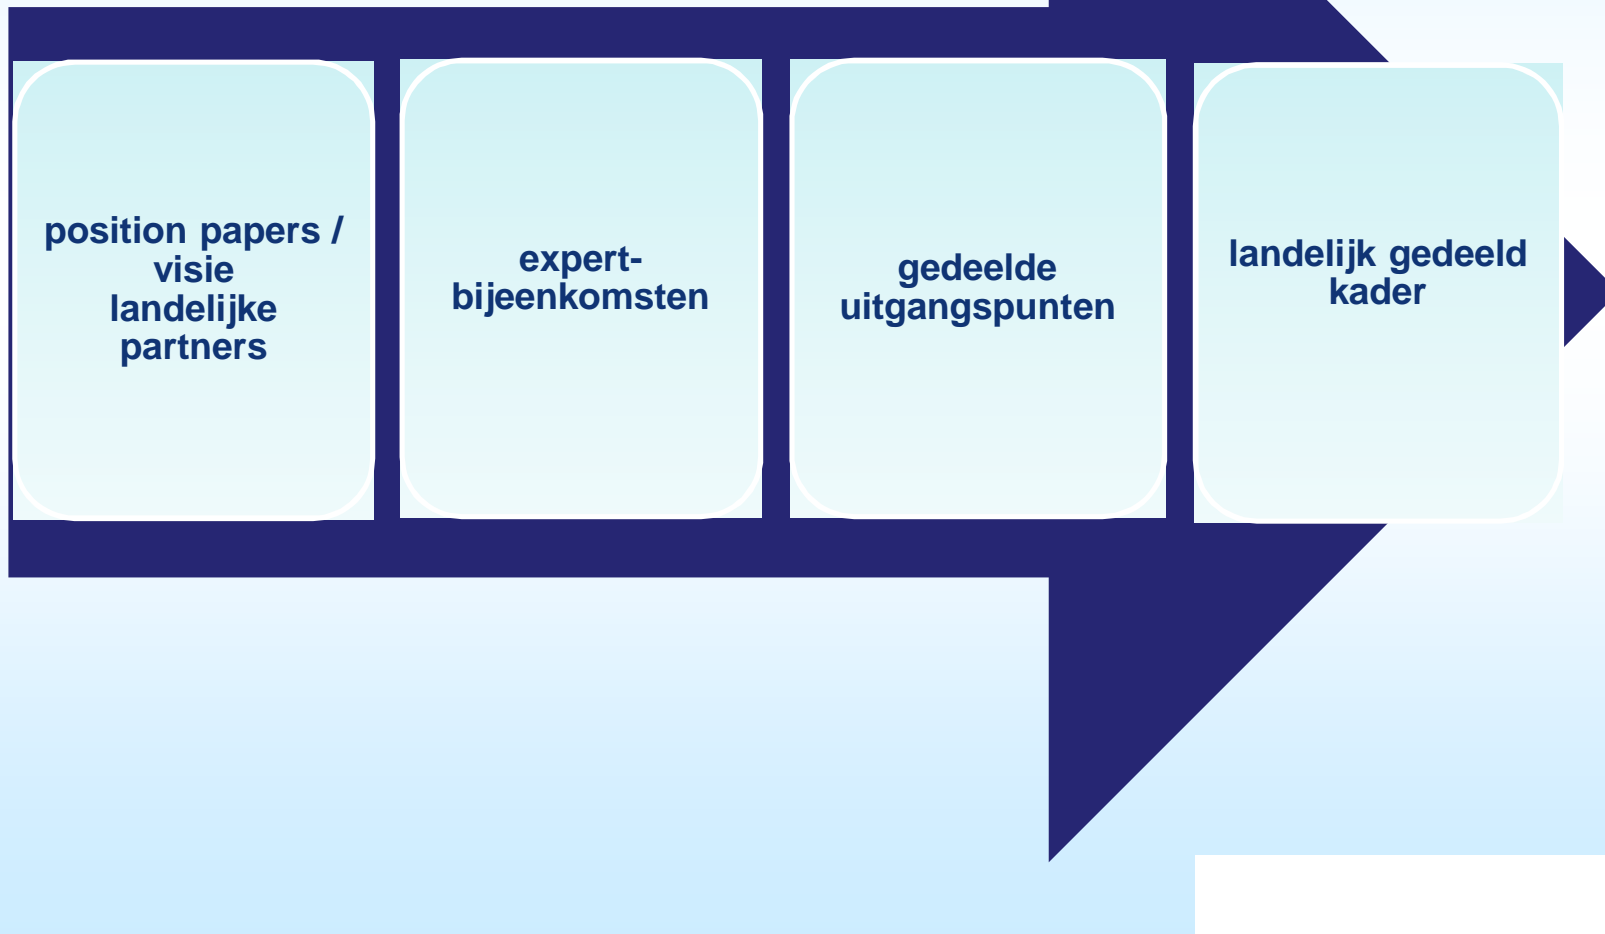 position papers /
visie
landelijke
partners
expert-
bijeenkomsten
gedeelde
uitgangspunten
landelijk gedeeld
kader